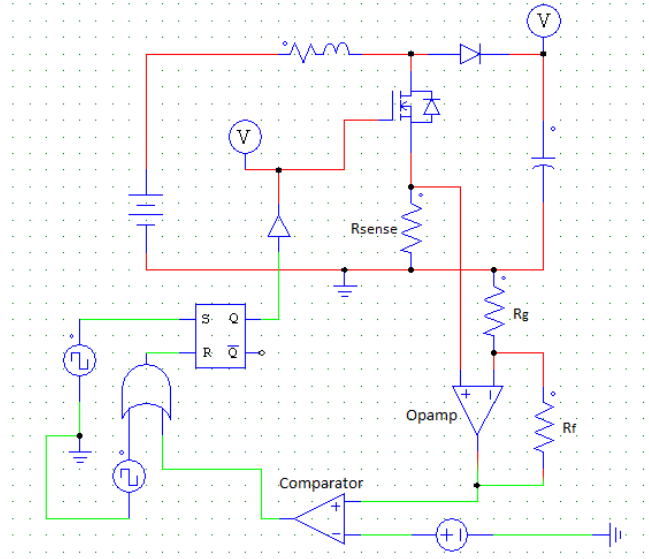 V
V
Rsense
S Q
R Q̅
Rg
+ −
Opamp
Rf
Comparator
+
−
+